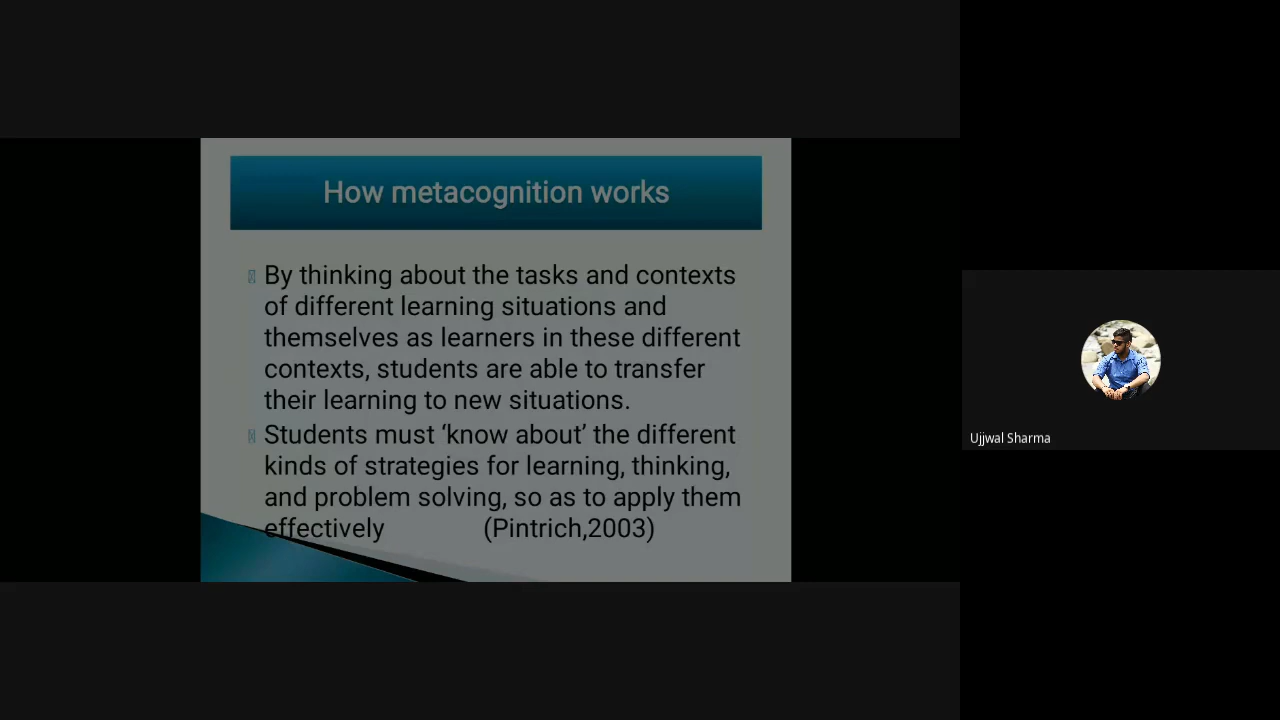 How metacognition works
By thinking about the tasks and contexts
of different learning situations and
themselves as learners in these different
contexts, students are able to transfer
their learning to new situations.
Students must ‘know about’ the different
kinds of strategies for learning, thinking,
and problem solving, so as to apply them
effectively (Pintrich,2003)
Ujjwal Sharma